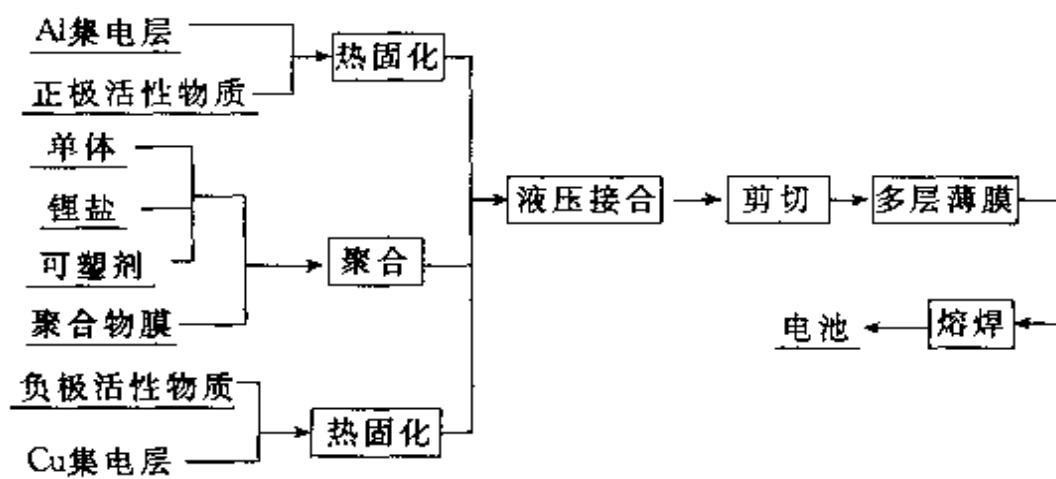 Al集电层
正极活性物质
热固化
单体
锂盐
可塑剂
聚合物膜
聚合
负极活性物质
Cu集电层
热固化
液压接合
剪切
多层薄膜
熔焊
电池